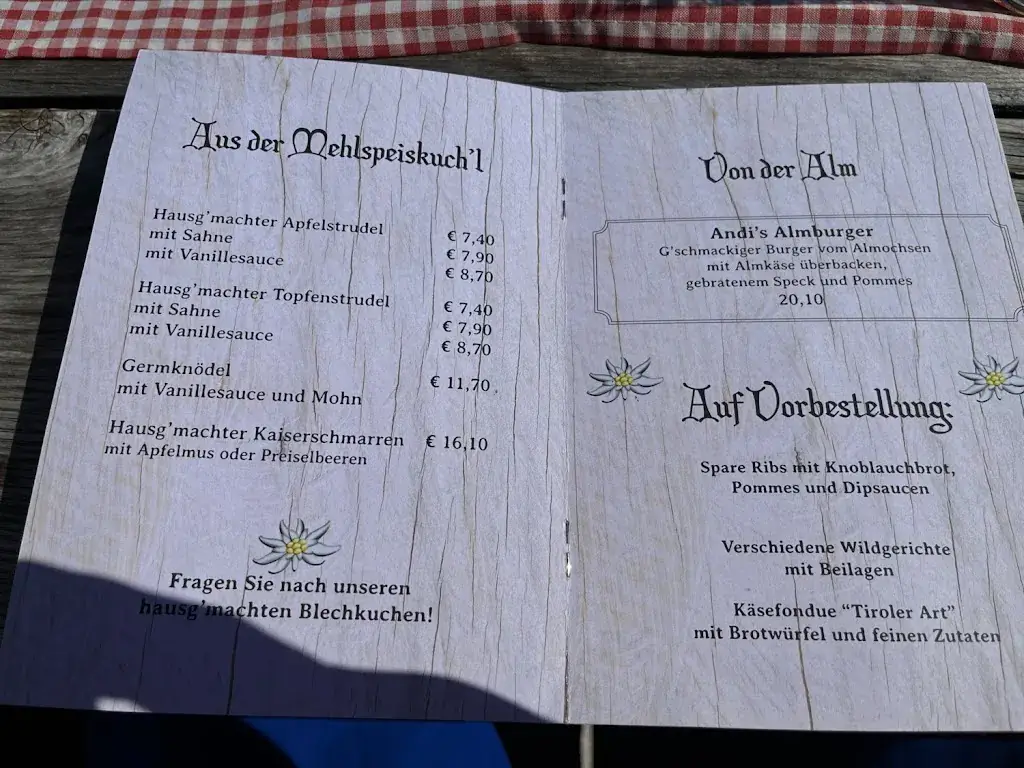 Aus der Mehlspeiskuch'l
Hausg'machter Apfelstrudel € 7,40
mit Sahne € 7,90
mit Vanillesauce € 8,70
Hausg'machter Topfenstrudel € 7,40
mit Sahne € 7,90
mit Vanillesauce € 8,70
Germknödel
mit Vanillesauce und Mohn € 11,70
Hausg'machter Kaiserschmarren € 16,10
mit Apfelmus oder Preiselbeeren
Fragen Sie nach unseren
hausg'machten Blechkuchen!
Von der Alm
Andi's Almburger
G'schmackiger Burger vom Almochsen
mit Almkäse überbacken,
gebratenem Speck und Pommes
20,10
Auf Vorbestellung:
Spare Ribs mit Knoblauchbrot,
Pommes und Dipsaucen
Verschiedene Wildgerichte
mit Beilagen
Käsefondue "Tiroler Art"
mit Brotwürfel und feinen Zutaten